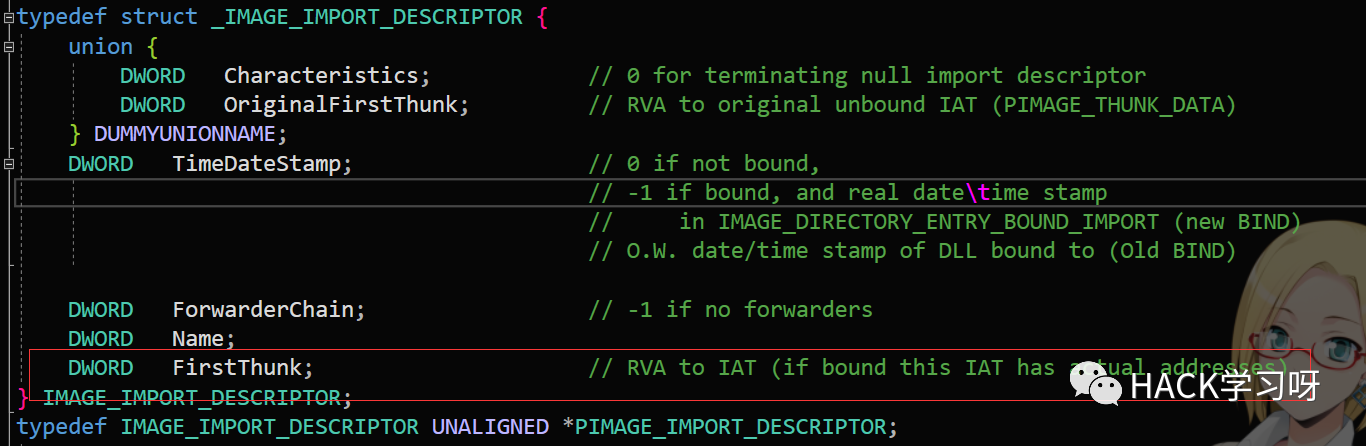 typedef struct _IMAGE_IMPORT_DESCRIPTOR {
union {
DWORD Characteristics; // 0 for terminating null import descriptor
DWORD OriginalFirstThunk; // RVA to original unbound IAT (PIMAGE_THUNK_DATA)
} DUMMYUNIONNAME;
DWORD TimeDateStamp; // 0 if not bound,
// -1 if bound, and real date\time stamp
// in IMAGE_DIRECTORY_ENTRY_BOUND_IMPORT (new BIND)
// O.W. date/time stamp of DLL bound to (Old BIND)
DWORD ForwarderChain; // -1 if no forwarders
DWORD Name;
DWORD FirstThunk; // RVA to IAT (if bound this IAT has actual addresses)
HACK学习呀
} IMAGE_IMPORT_DESCRIPTOR;
typedef IMAGE_IMPORT_DESCRIPTOR UNALIGNED *PIMAGE_IMPORT_DESCRIPTOR;